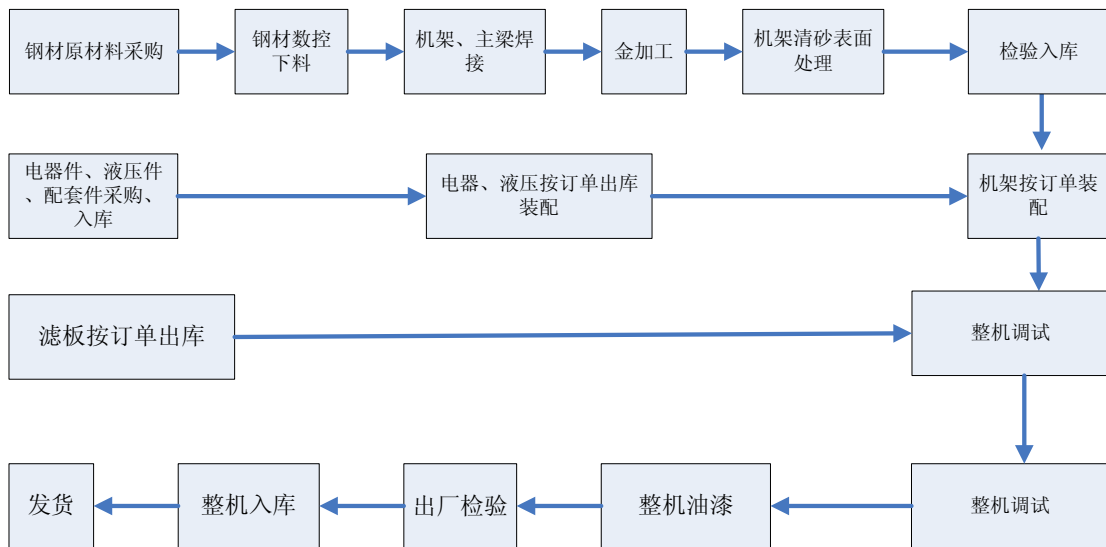 钢材原材料采购
钢材数控
下料
机架、主梁焊
接
金加工
机架清砂表面
处理
检验入库
电器件、液压件
、配套件采购、
入库
电器、液压按订单出库
装配
机架按订单装
配
滤板按订单出库
整机调试
发货
整机入库
出厂检验
整机油漆
整机调试